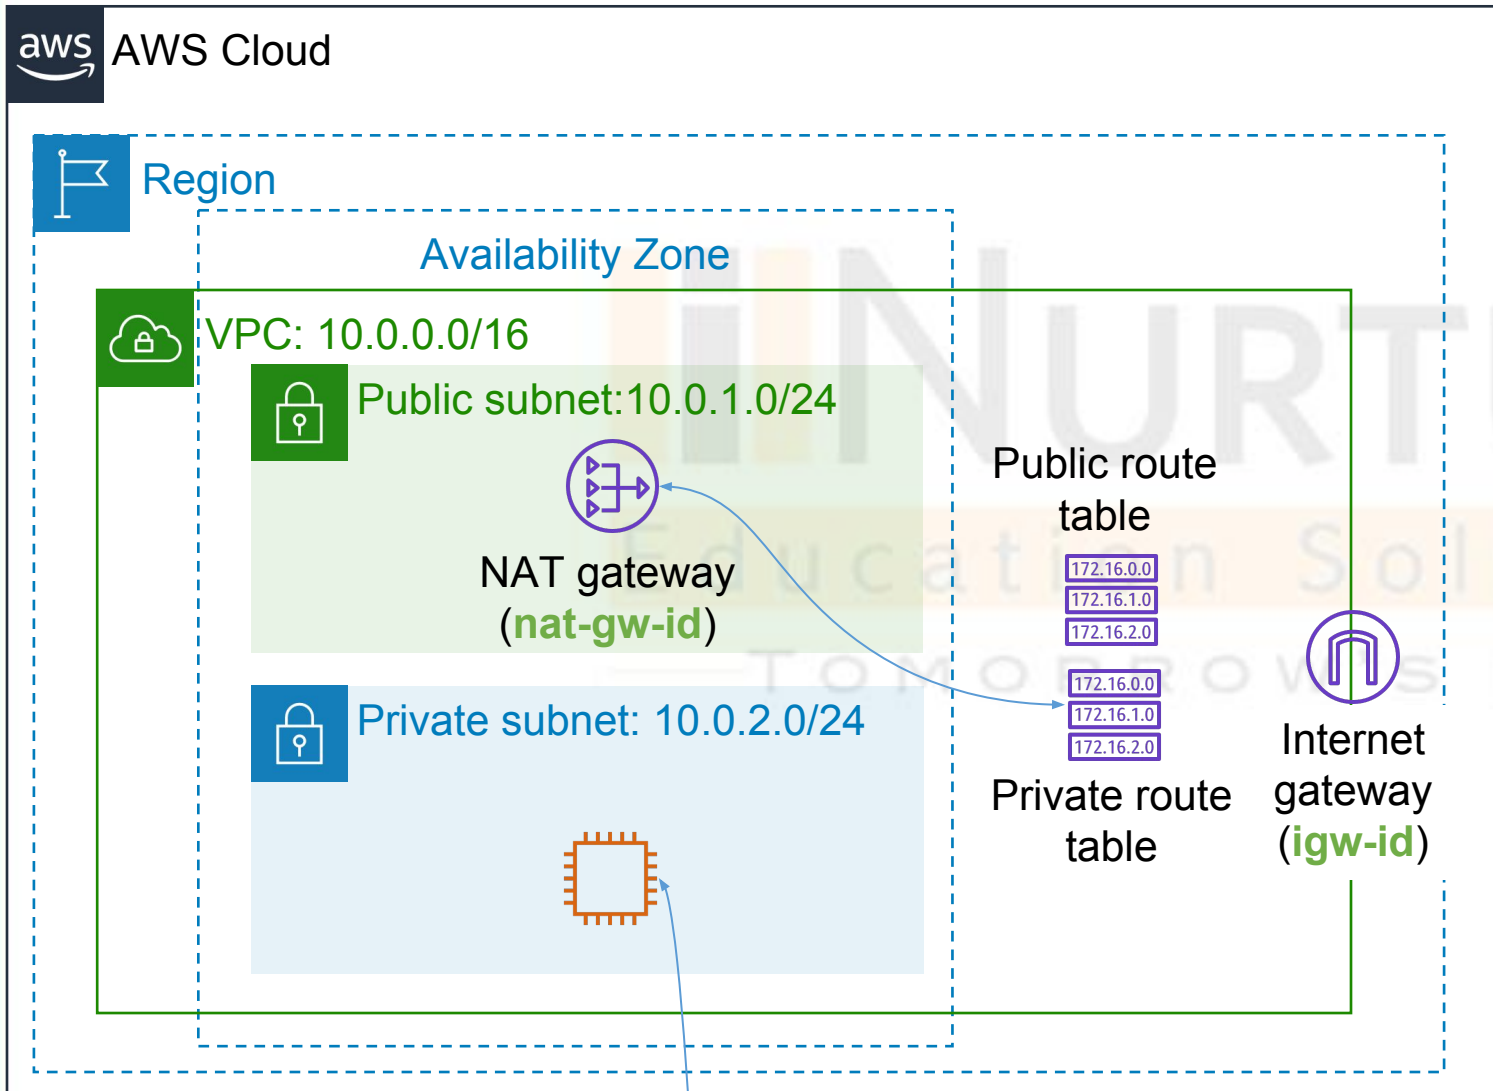 aws AWS Cloud
Region
Availability Zone
VPC: 10.0.0.0/16
Public subnet:10.0.1.0/24
NAT gateway
(nat-gw-id)
Public route
table
172.16.0.0
172.16.1.0
172.16.2.0
Private subnet: 10.0.2.0/24
172.16.0.0
172.16.1.0
172.16.2.0
Private route
table
Internet
gateway
(igw-id)
Education Sol